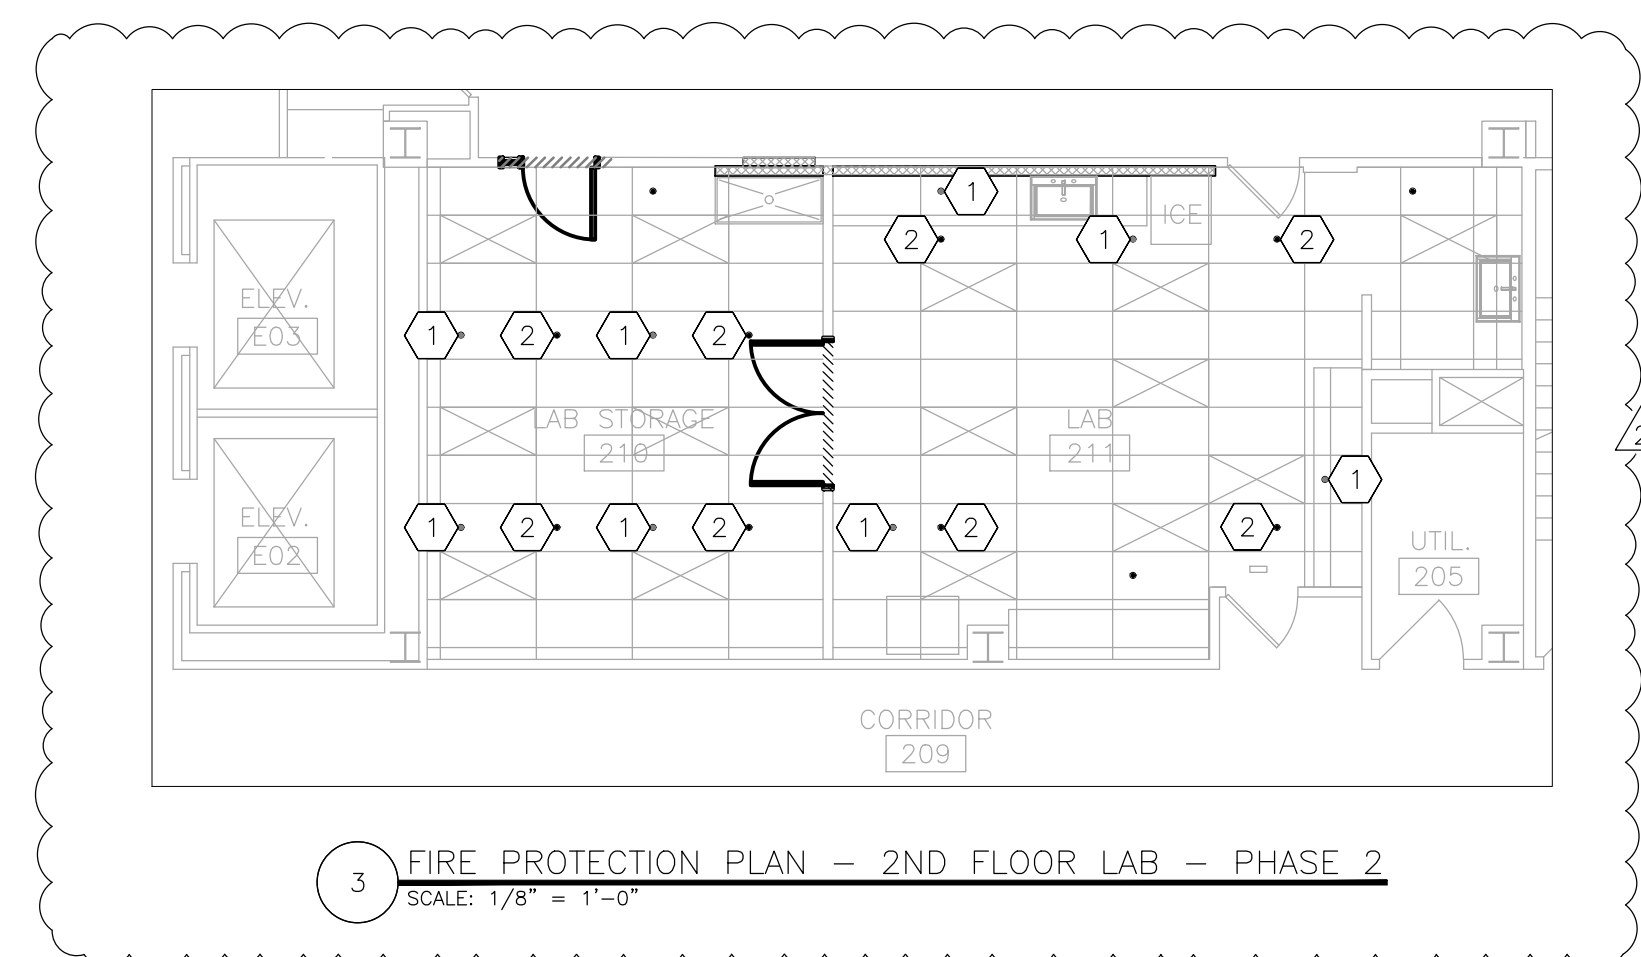 1
ICE
2
1
2
ELEV.
E03
1
2
1
2
LAB STORAGE
210
LAB
211
2
1
ELEV.
E02
1
2
1
2
1
2
2
UTIL.
205
CORRIDOR
209
3
FIRE PROTECTION PLAN – 2ND FLOOR LAB – PHASE 2
SCALE: 1/8" = 1'–0"